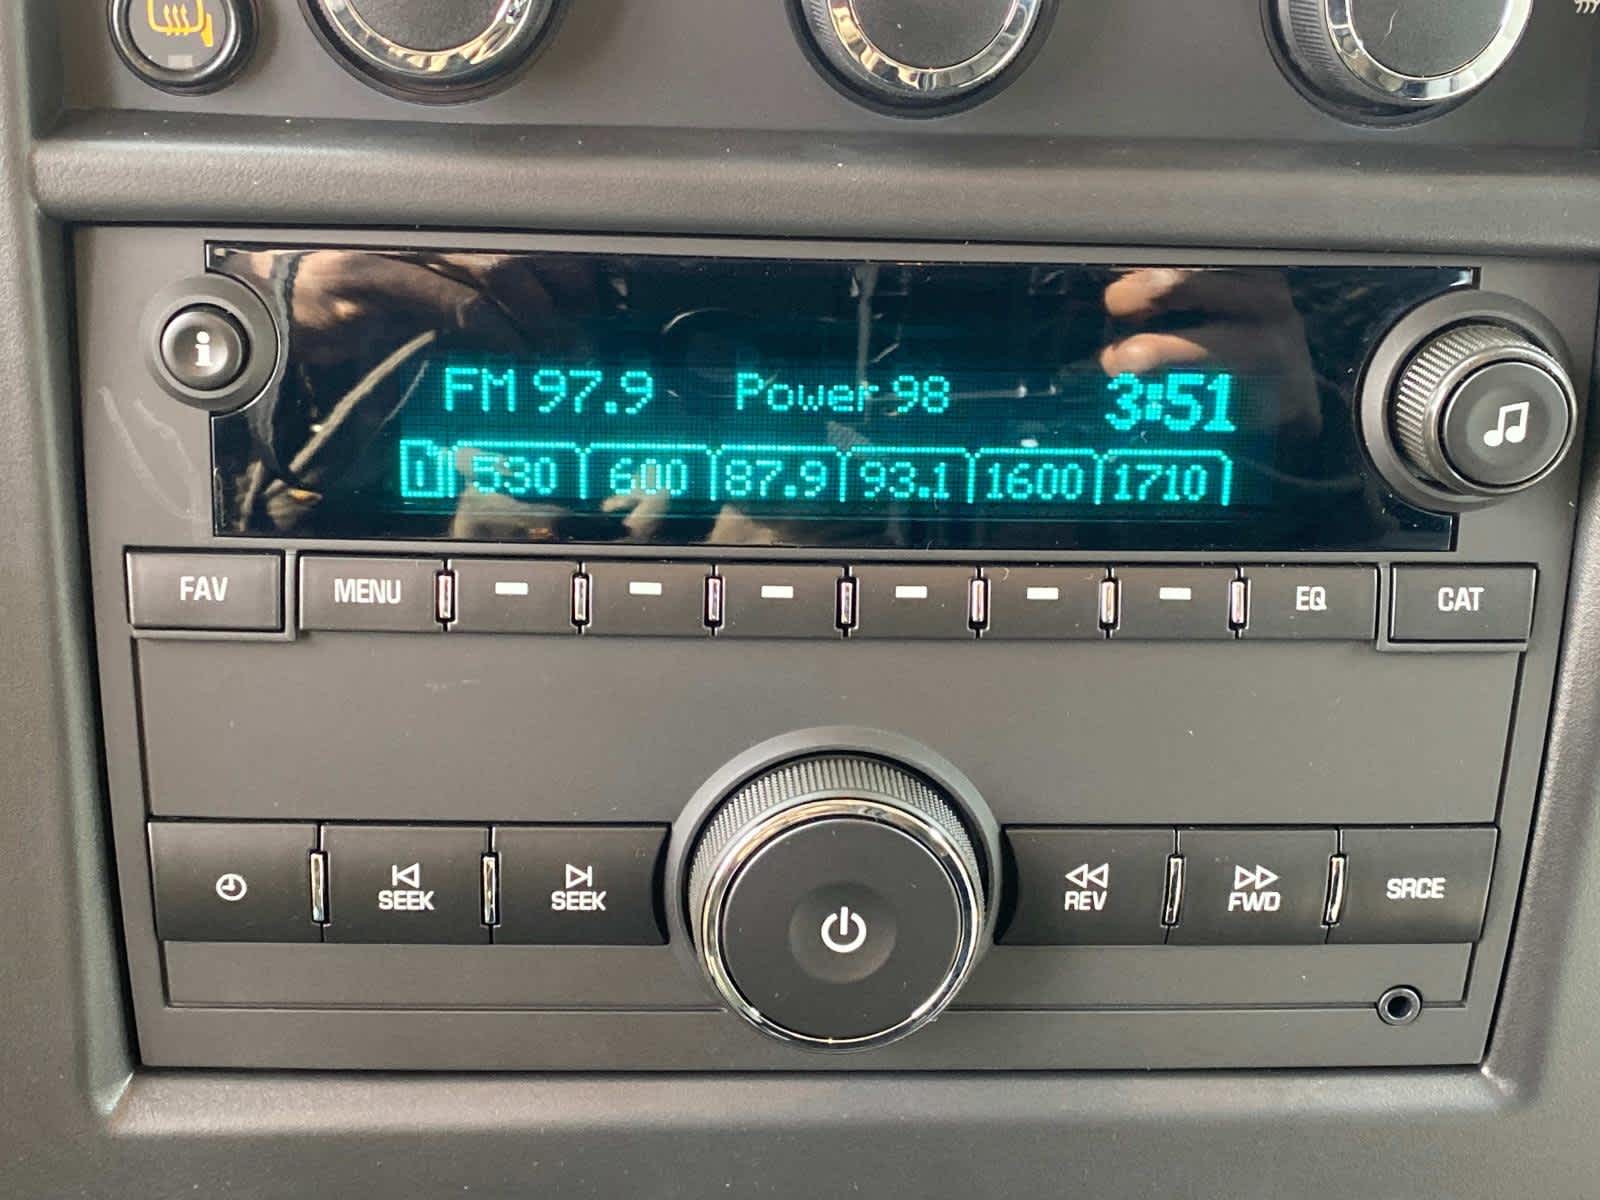 i
FM 97.9 Power 98 3:51
1 530 600 87.9 93.1 1600 1710
FAV MENU EQ CAT
SEEK SEEK REV FWD SRCE